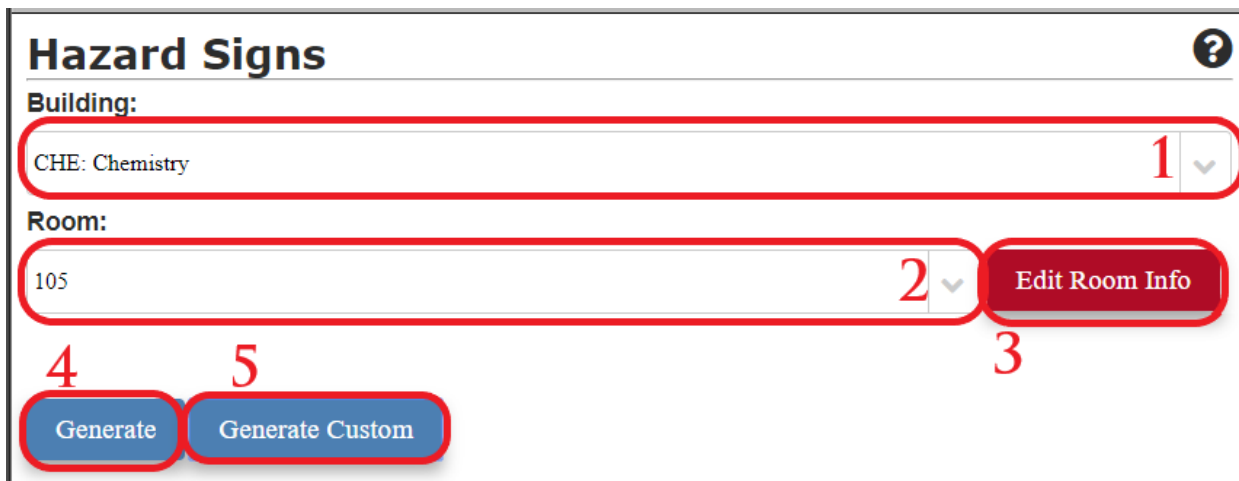 Hazard Signs ?
Building:
CHE: Chemistry 1
Room:
105 2 Edit Room Info
3
4 5
Generate Generate Custom